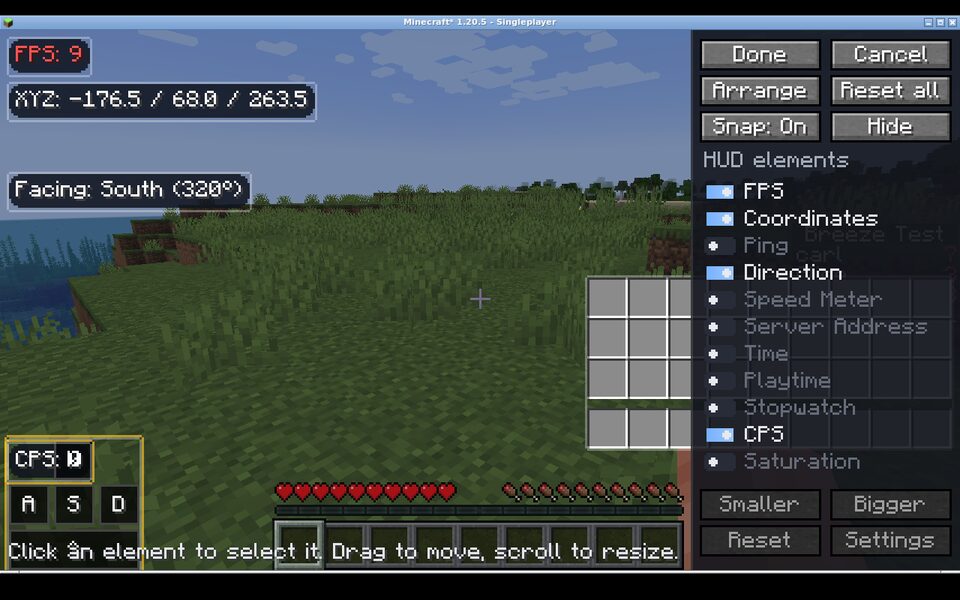 Minecraft* 1.20.5 - Singleplayer
FPS: 9
XYZ: -176.5 / 68.0 / 263.5
Facing: South (320°)
CPS: 0
A S D
Click an element to select it. Drag to move, scroll to resize.
Done Cancel
Arrange Reset all
Snap: On Hide
HUD elements
FPS
Coordinates
Ping
Breeze Test
Direction
Speed Meter
Server Address
Time
Playtime
Stopwatch
CPS
Saturation
Smaller Bigger
Reset Settings